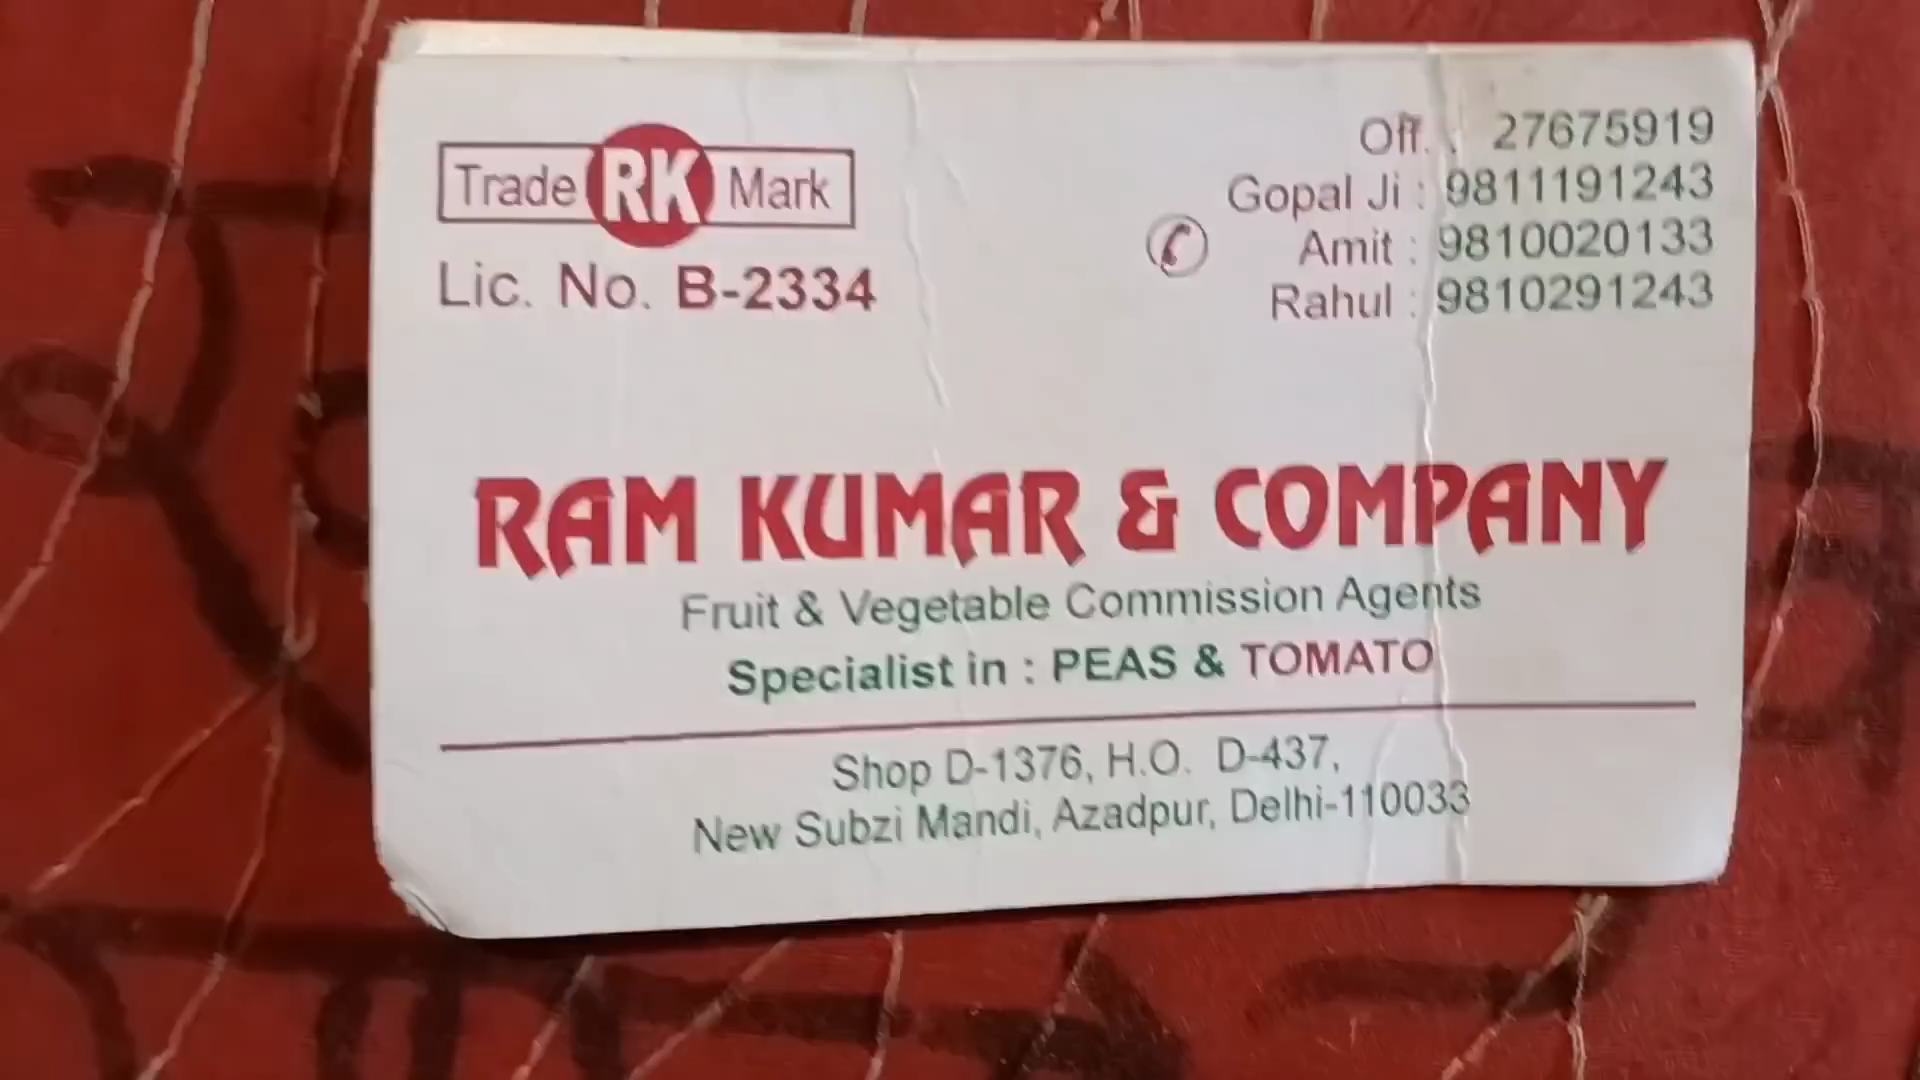 Trade RK Mark
Lic. No. B-2334
Off. : 27675919
Gopal Ji : 9811191243
Amit : 9810020133
Rahul : 9810291243
RAM KUMAR & COMPANY
Fruit & Vegetable Commission Agents
Specialist in : PEAS & TOMATO
Shop D-1376, H.O. D-437,
New Subzi Mandi, Azadpur, Delhi-110033